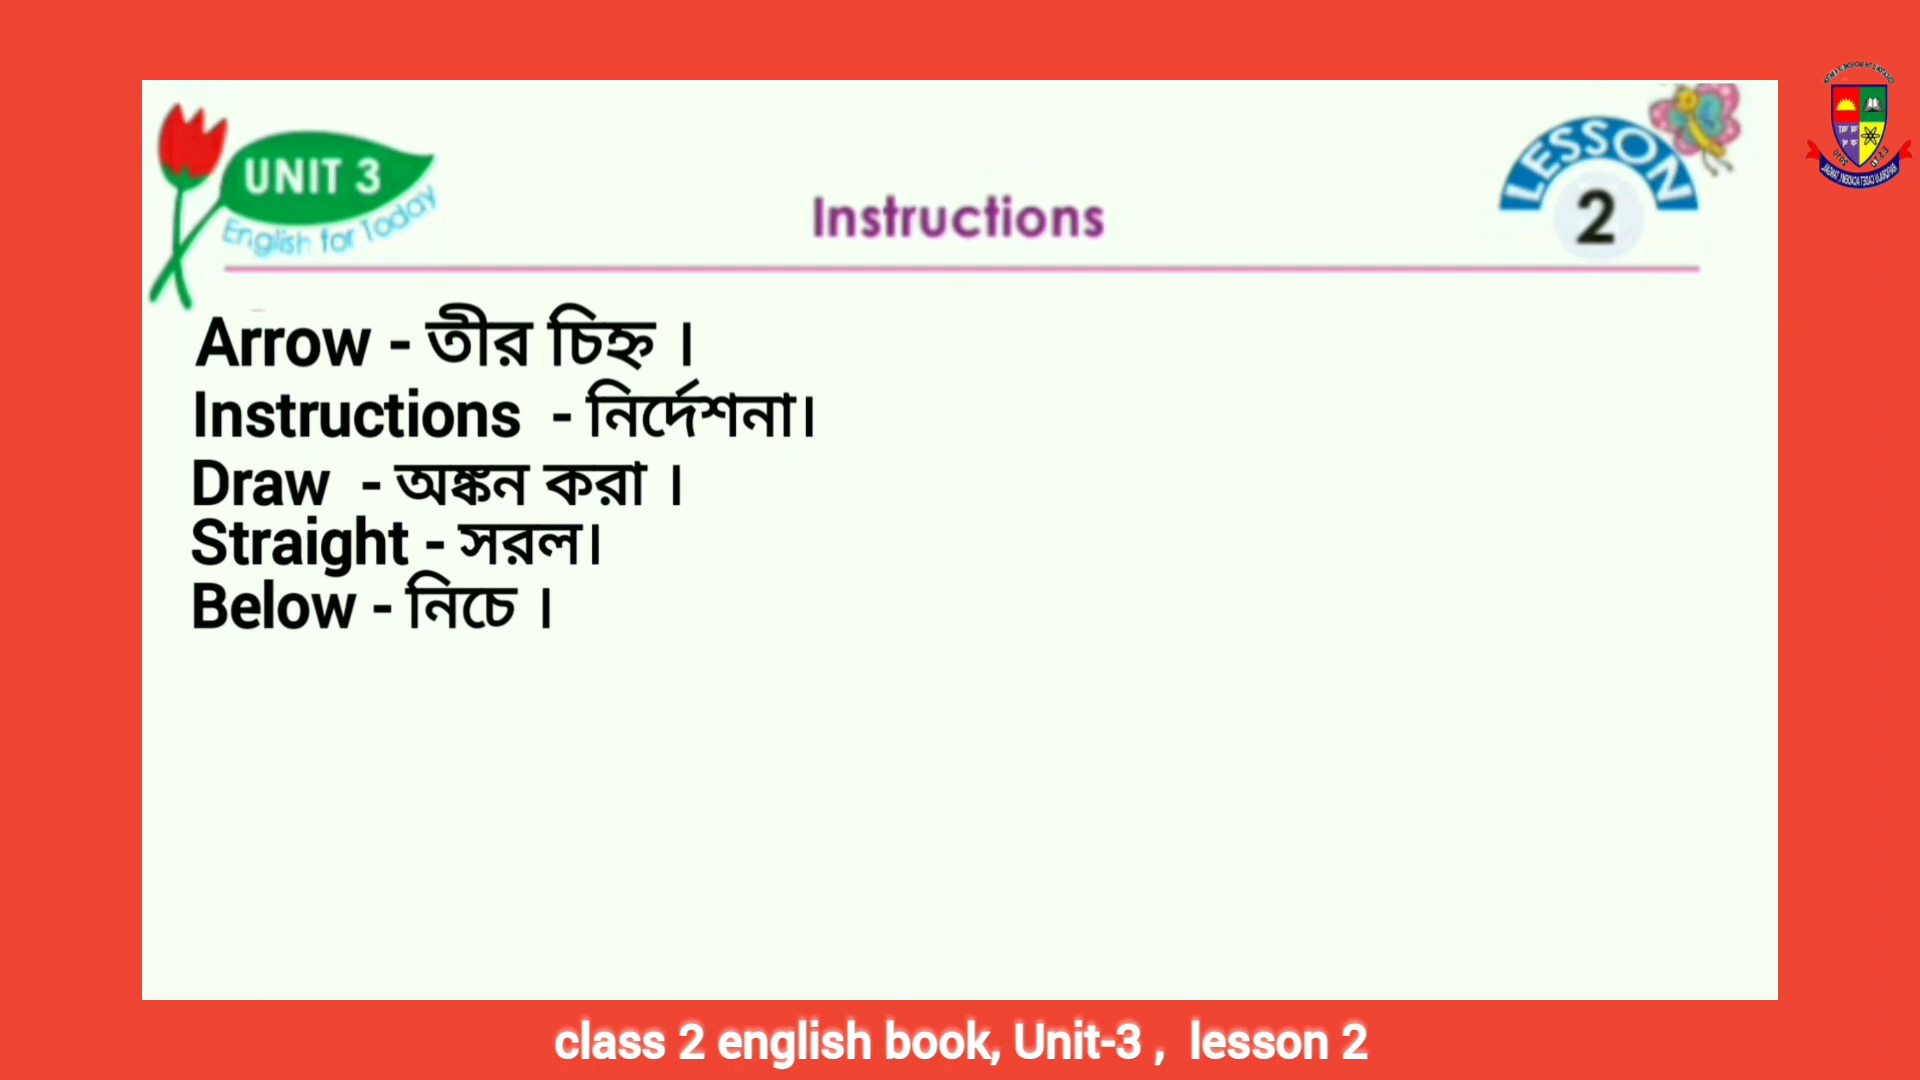 UNIT 3
English for Today
Instructions
LESSON
2
Arrow - তীর চিহ্ন ।
Instructions - নির্দেশনা।
Draw - অঙ্কন করা ।
Straight - সরল।
Below - নিচে ।
class 2 english book, Unit-3 , lesson 2